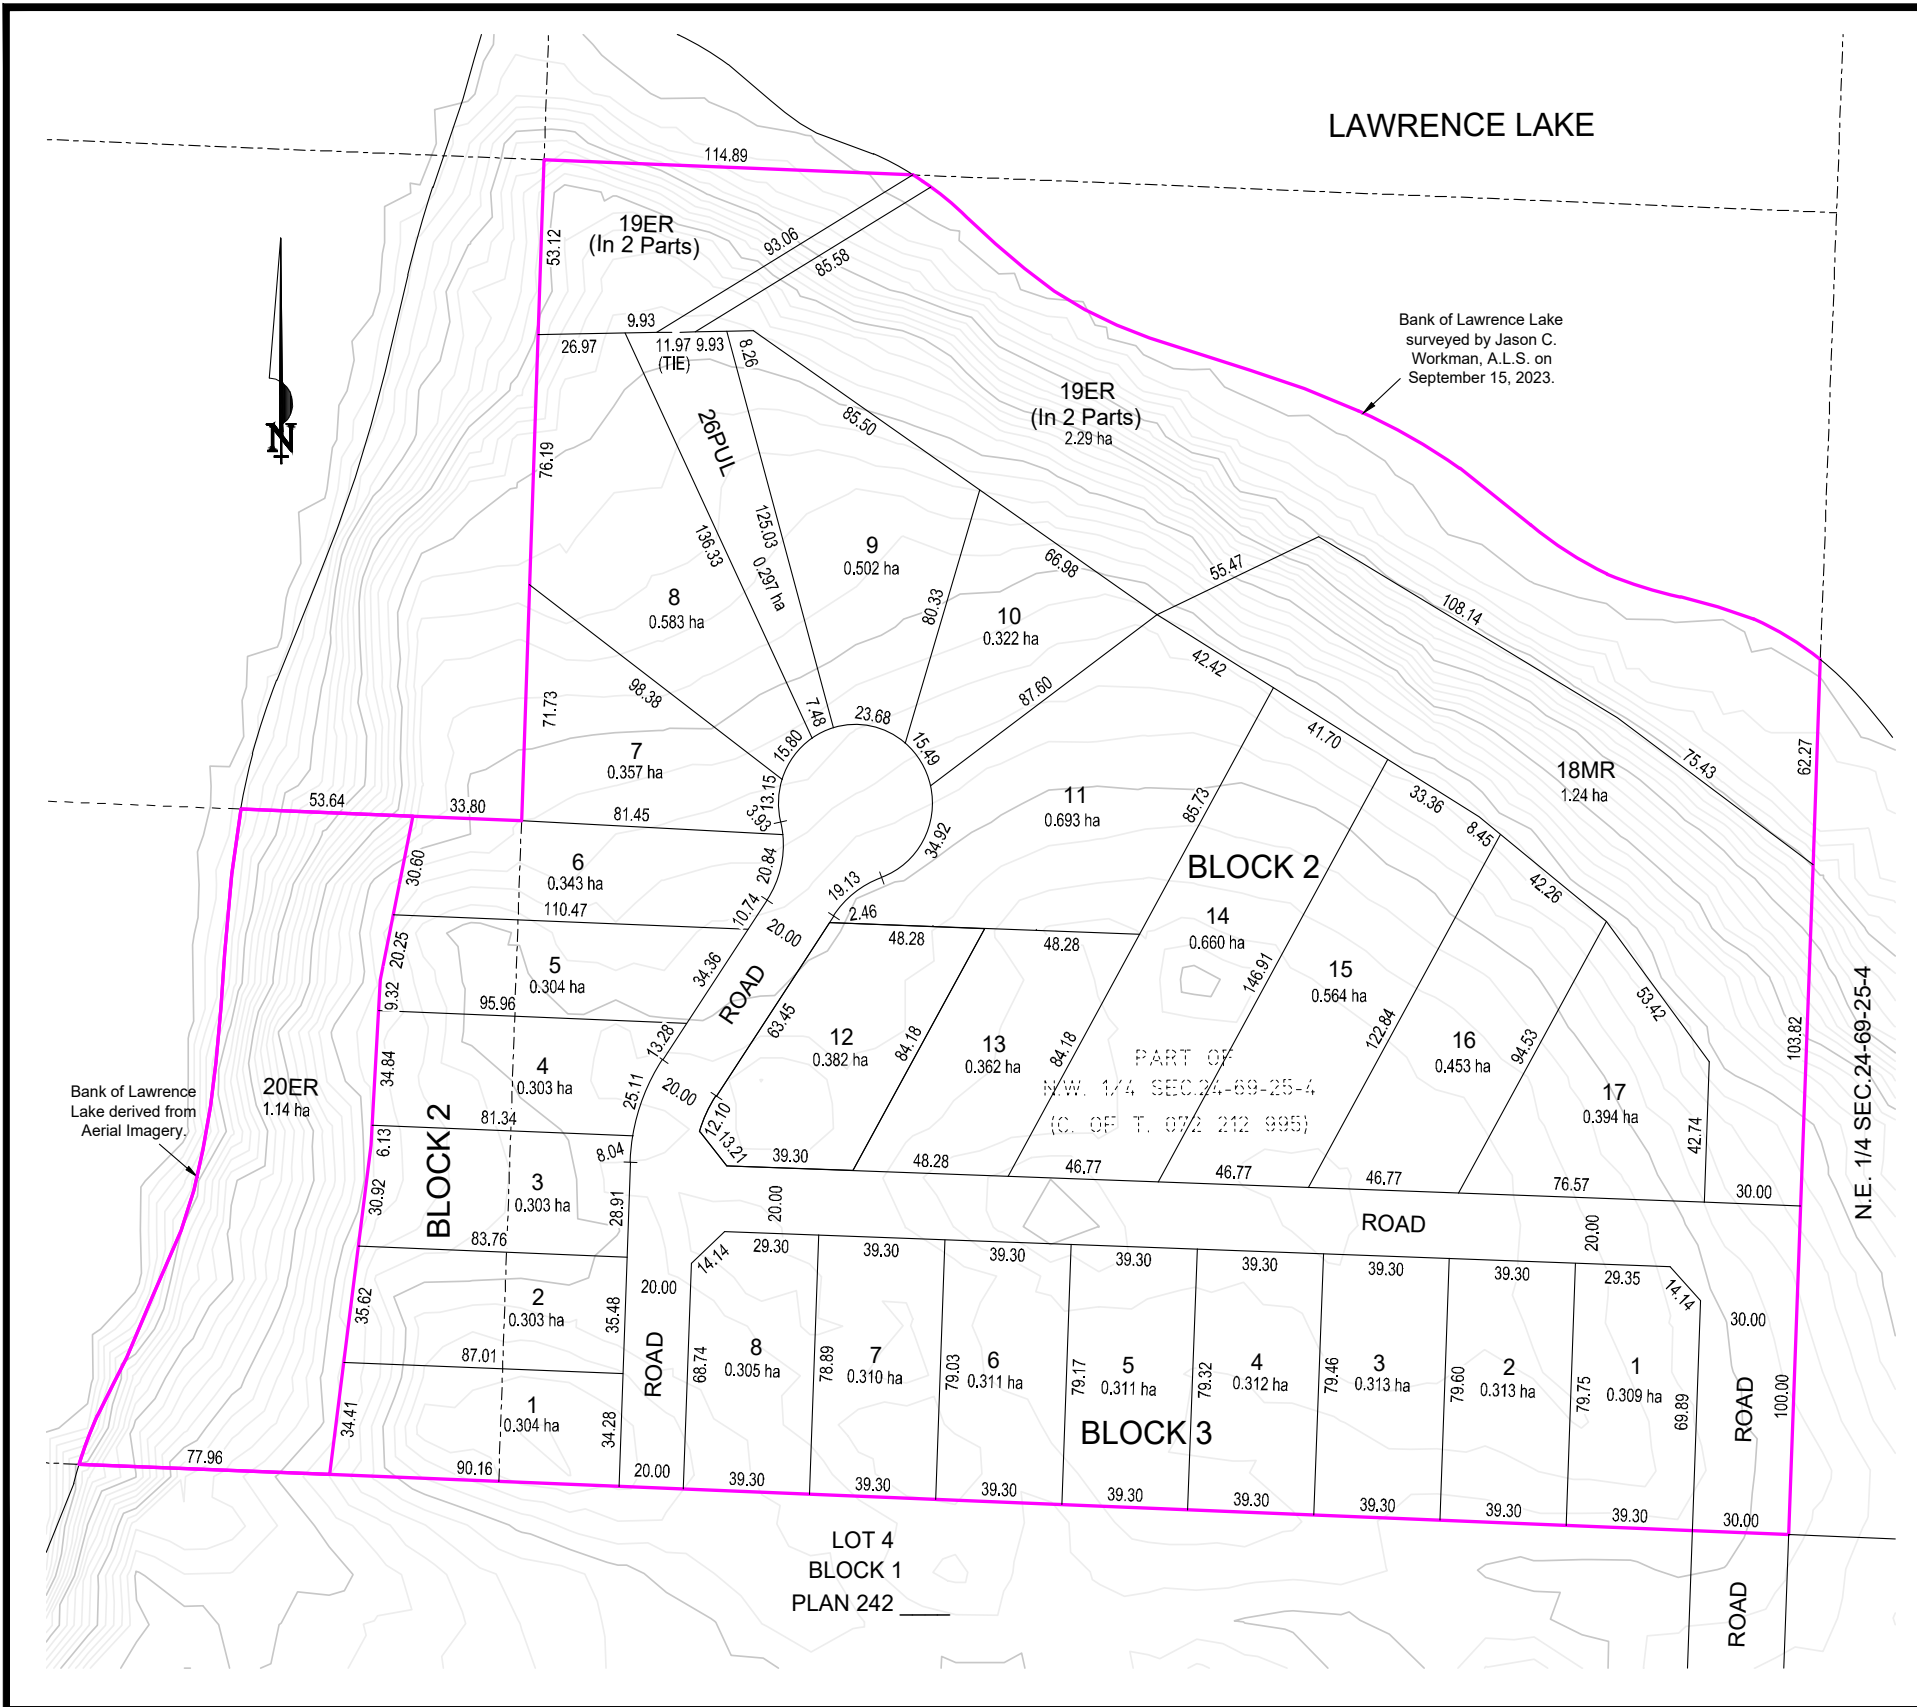 LAWRENCE LAKE
114.89
19ER
(In 2 Parts)
53.12
93.06
85.58
9.93
26.97
11.97
(TIE)
9.93
8.26
Bank of Lawrence Lake
surveyed by Jason C.
Workman, A.L.S. on
September 15, 2023.
19ER
(In 2 Parts)
2.29 ha
N
76.19
26PUL
85.50
136.33
125.03
0.297 ha
9
0.502 ha
66.98
55.47
108.14
8
0.583 ha
80.33
10
0.322 ha
42.42
98.38
87.60
71.73
7.48
23.68
15.80
15.49
41.70
75.43
62.27
7
0.357 ha
13.15
18MR
1.24 ha
53.64
33.80
81.45
3.93
11
0.693 ha
85.73
33.36
8.45
34.92
BLOCK 2
30.60
6
0.343 ha
20.84
19.13
42.26
110.47
10.74
2.46
20.00
48.28
48.28
14
0.660 ha
20.25
5
0.304 ha
34.36
ROAD
146.91
15
0.564 ha
53.42
9.32
95.96
63.45
13.28
12
0.382 ha
84.18
13
0.362 ha
84.18
122.84
16
0.453 ha
94.53
103.82
N.E. 1/4 SEC.24-69-25-4
PART OF
N.W. 1/4 SEC.24-69-25-4
(C. OF T. 072 212 995)
34.84
4
0.303 ha
20.00
25.11
Bank of Lawrence
Lake derived from
Aerial Imagery.
20ER
1.14 ha
17
0.394 ha
81.34
12.10
13.21
6.13
8.04
39.30
48.28
46.77
46.77
46.77
76.57
42.74
30.00
BLOCK 2
3
0.303 ha
30.92
28.91
20.00
ROAD
20.00
83.76
14.14
29.30
39.30
39.30
39.30
39.30
39.30
39.30
29.35
14.14
20.00
35.62
2
0.303 ha
35.48
30.00
ROAD
68.74
8
0.305 ha
78.89
7
0.310 ha
79.03
6
0.311 ha
79.17
5
0.311 ha
79.32
4
0.312 ha
79.46
3
0.313 ha
79.60
2
0.313 ha
79.75
1
0.309 ha
69.89
ROAD
100.00
87.01
34.41
1
0.304 ha
34.28
BLOCK 3
77.96
90.16
20.00
39.30
39.30
39.30
39.30
39.30
39.30
39.30
39.30
30.00
LOT 4
BLOCK 1
PLAN 242 ____
ROAD